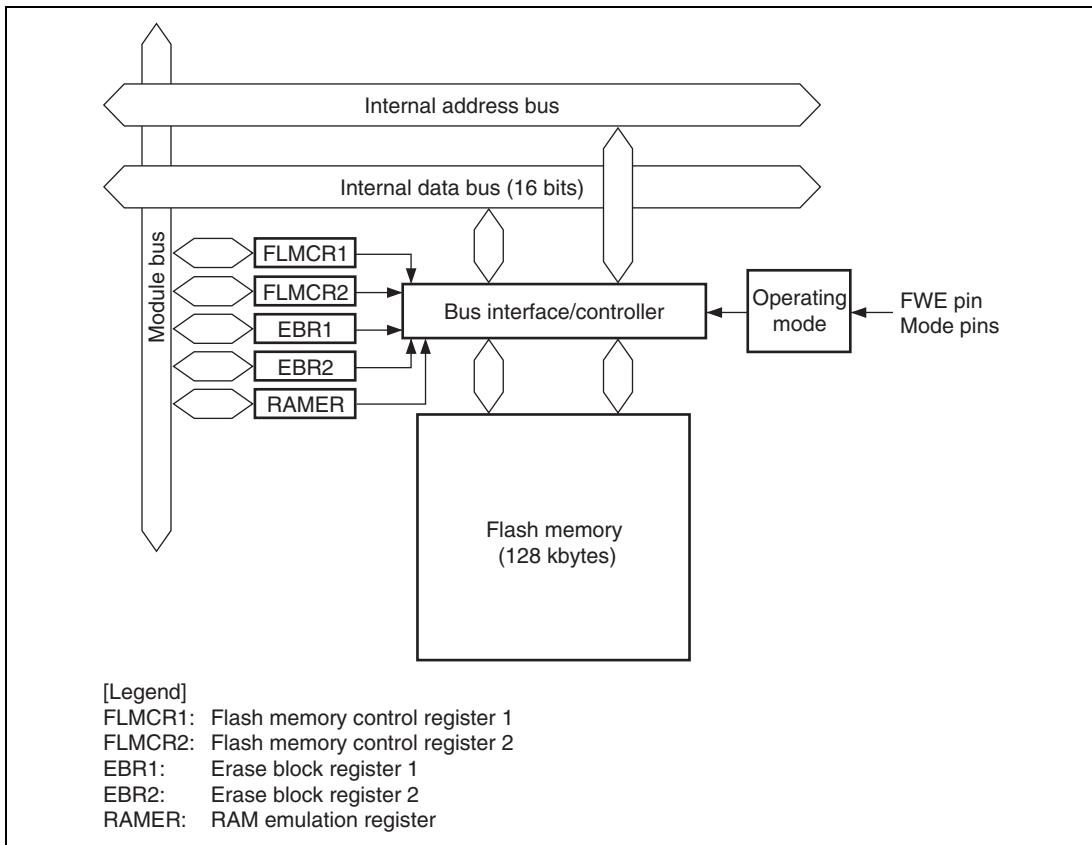 Internal address bus
Internal data bus (16 bits)
Module bus
FLMCR1
FLMCR2
EBR1
EBR2
RAMER
Bus interface/controller
Operating
mode
FWE pin
Mode pins
Flash memory
(128 kbytes)
[Legend]
FLMCR1: Flash memory control register 1
FLMCR2: Flash memory control register 2
EBR1: Erase block register 1
EBR2: Erase block register 2
RAMER: RAM emulation register